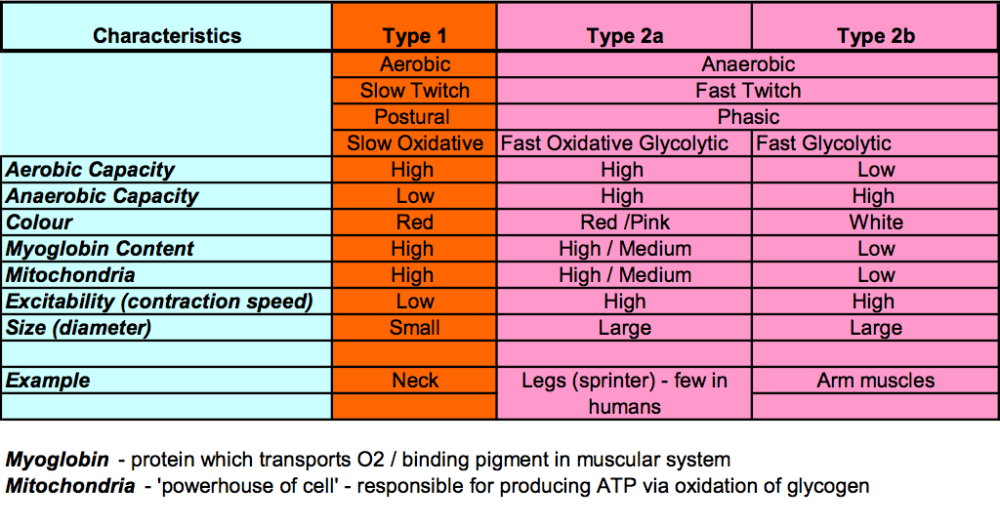 Characteristics Type 1 Type 2a Type 2b
Aerobic Anaerobic
Slow Twitch Fast Twitch
Postural Phasic
Slow Oxidative Fast Oxidative Glycolytic Fast Glycolytic
Aerobic Capacity High High Low
Anaerobic Capacity Low High High
Colour Red Red /Pink White
Myoglobin Content High High / Medium Low
Mitochondria High High / Medium Low
Excitability (contraction speed) Low High High
Size (diameter) Small Large Large
Example Neck Legs (sprinter) - few in Arm muscles
humans
Myoglobin - protein which transports O2 / binding pigment in muscular system
Mitochondria - 'powerhouse of cell' - responsible for producing ATP via oxidation of glycogen